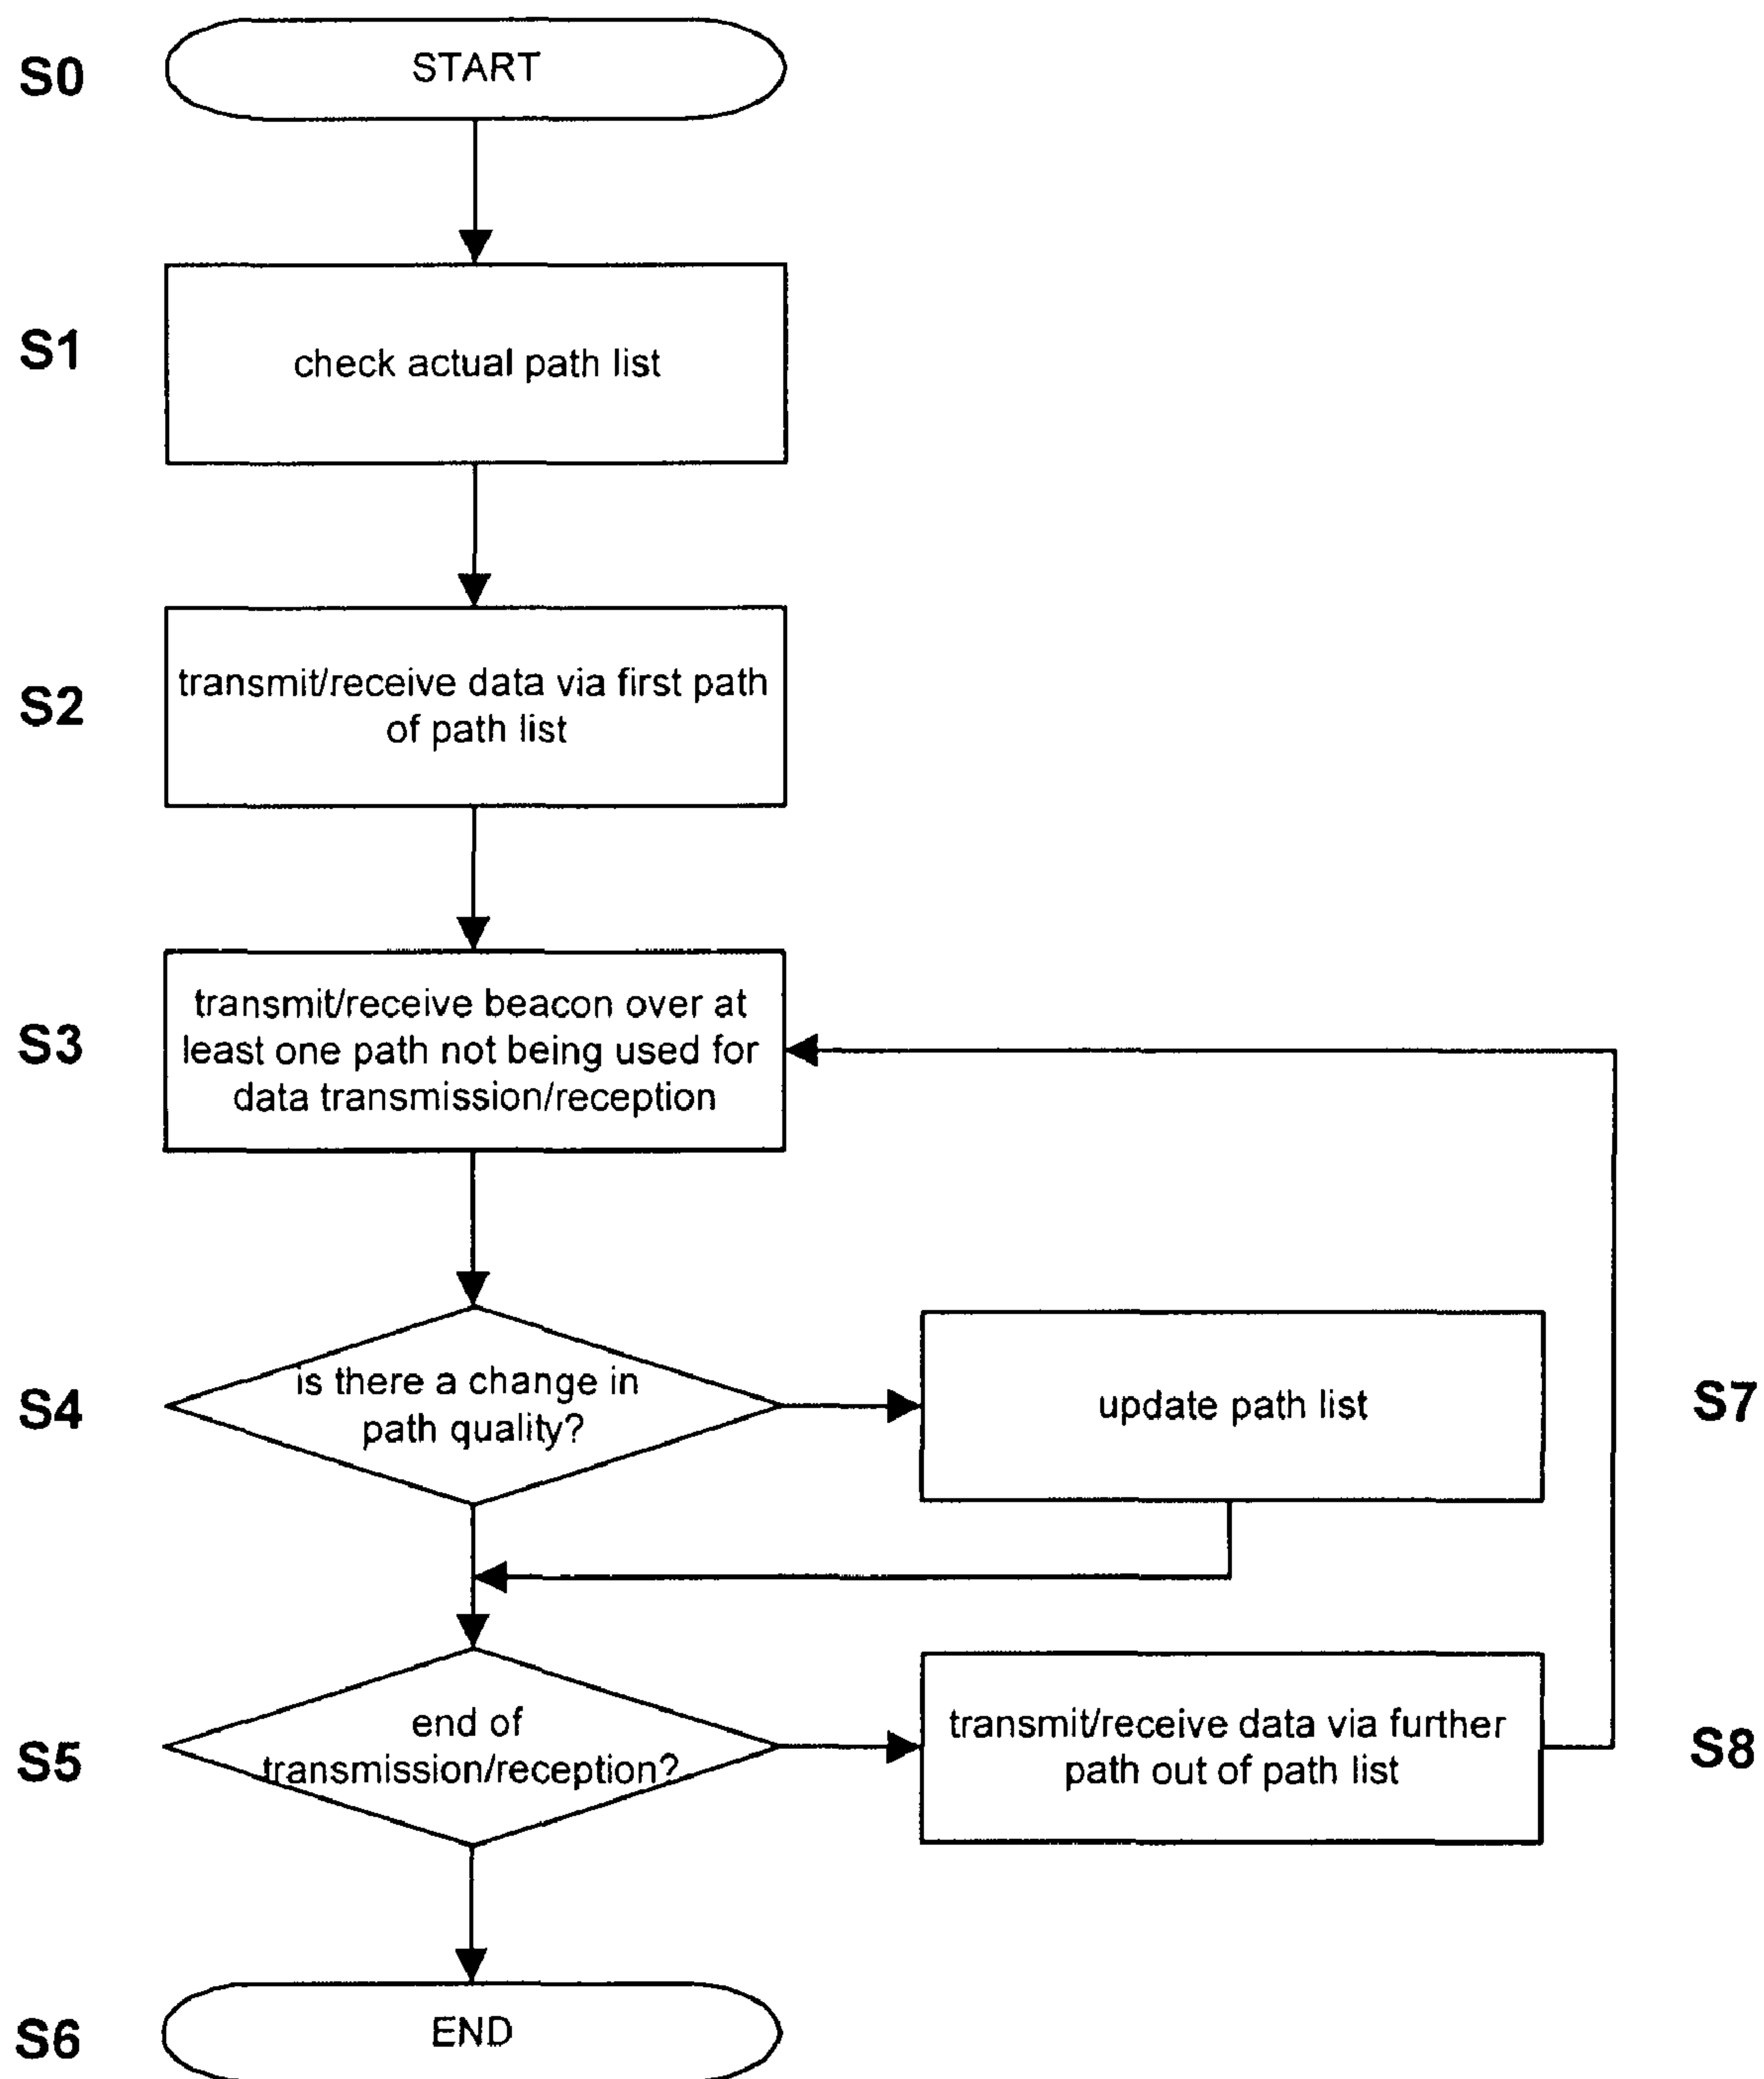 S0
START
S1
check actual path list
S2
transmit/receive data via first path
of path list
S3
transmit/receive beacon over at
least one path not being used for
data transmission/reception
S4
is there a change in
path quality?
update path list
S7
S5
end of
transmission/reception?
transmit/receive data via further
path out of path list
S8
S6
END